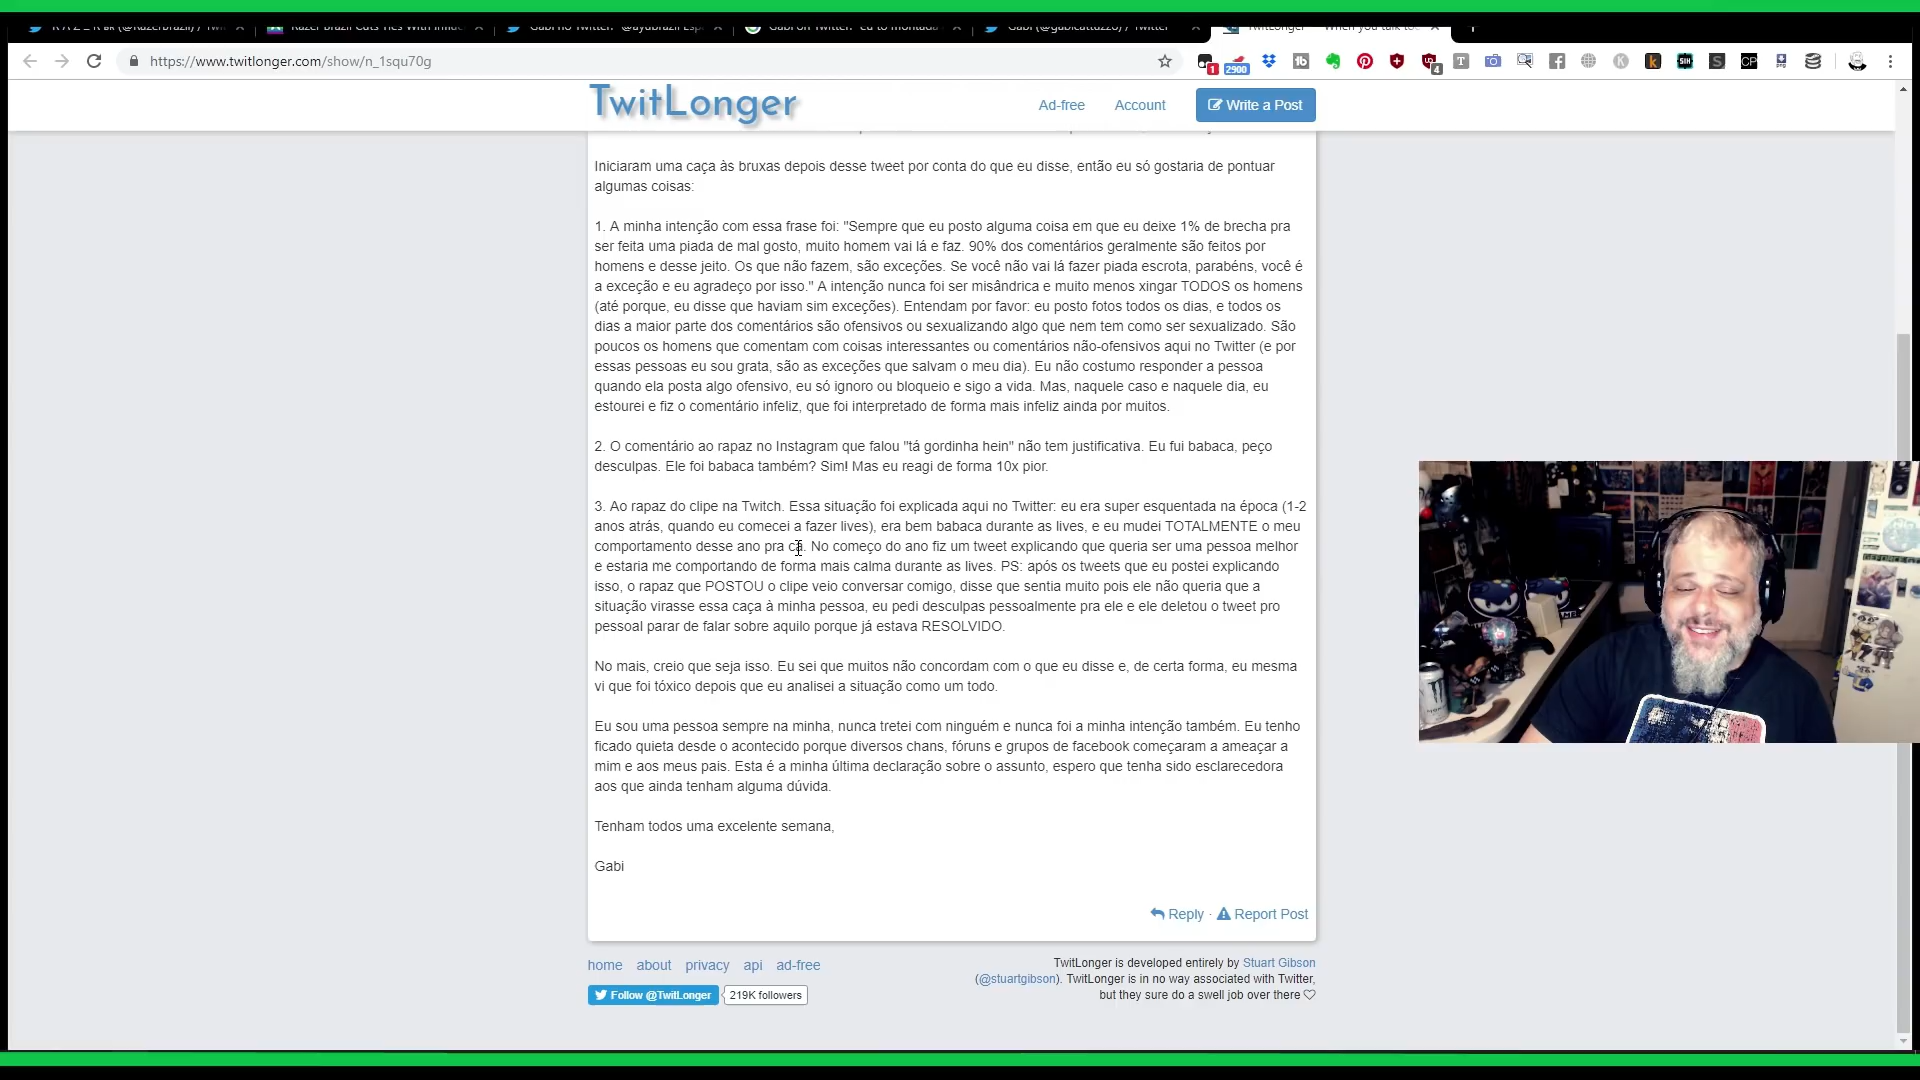 Razer Brazil Cuts Ties With Influe
Gabi (@gabicattuzzo) / Twitter
TwitLonger — When you talk to
https://www.twitlonger.com/show/n_1squ70g
1
2900
4
TwitLonger
Ad-free
Account
Write a Post
Iniciaram uma caça às bruxas depois desse tweet por conta do que eu disse, então eu só gostaria de pontuar
algumas coisas:
1. A minha intenção com essa frase foi: "Sempre que eu posto alguma coisa em que eu deixe 1% de brecha pra
ser feita uma piada de mal gosto, muito homem vai lá e faz. 90% dos comentários geralmente são feitos por
homens e desse jeito. Os que não fazem, são exceções. Se você não vai lá fazer piada escrota, parabéns, você é
a exceção e eu agradeço por isso." A intenção nunca foi ser misândrica e muito menos xingar TODOS os homens
(até porque, eu disse que haviam sim exceções). Entendam por favor: eu posto fotos todos os dias, e todos os
dias a maior parte dos comentários são ofensivos ou sexualizando algo que nem tem como ser sexualizado. São
poucos os homens que comentam com coisas interessantes ou comentários não-ofensivos aqui no Twitter (e por
essas pessoas eu sou grata, são as exceções que salvam o meu dia). Eu não costumo responder a pessoa
quando ela posta algo ofensivo, eu só ignoro ou bloqueio e sigo a vida. Mas, naquele caso e naquele dia, eu
estourei e fiz o comentário infeliz, que foi interpretado de forma mais infeliz ainda por muitos.
2. O comentário ao rapaz no Instagram que falou "tá gordinha hein" não tem justificativa. Eu fui babaca, peço
desculpas. Ele foi babaca também? Sim! Mas eu reagi de forma 10x pior.
3. Ao rapaz do clipe na Twitch. Essa situação foi explicada aqui no Twitter: eu era super esquentada na época (1-2
anos atrás, quando eu comecei a fazer lives), era bem babaca durante as lives, e eu mudei TOTALMENTE o meu
comportamento desse ano pra cá. No começo do ano fiz um tweet explicando que queria ser uma pessoa melhor
e estaria me comportando de forma mais calma durante as lives. PS: após os tweets que eu postei explicando
isso, o rapaz que POSTOU o clipe veio conversar comigo, disse que sentia muito pois ele não queria que a
situação virasse essa caça à minha pessoa, eu pedi desculpas pessoalmente pra ele e ele deletou o tweet pro
pessoal parar de falar sobre aquilo porque já estava RESOLVIDO.
No mais, creio que seja isso. Eu sei que muitos não concordam com o que eu disse e, de certa forma, eu mesma
vi que foi tóxico depois que eu analisei a situação como um todo.
Eu sou uma pessoa sempre na minha, nunca tretei com ninguém e nunca foi a minha intenção também. Eu tenho
ficado quieta desde o acontecido porque diversos chans, fóruns e grupos de facebook começaram a ameaçar a
mim e aos meus pais. Esta é a minha última declaração sobre o assunto, espero que tenha sido esclarecedora
aos que ainda tenham alguma dúvida.
Tenham todos uma excelente semana,
Gabi
Reply · Report Post
home about privacy api ad-free
Follow @TwitLonger
219K followers
TwitLonger is developed entirely by Stuart Gibson
(@stuartgibson). TwitLonger is in no way associated with Twitter,
but they sure do a swell job over there ♡